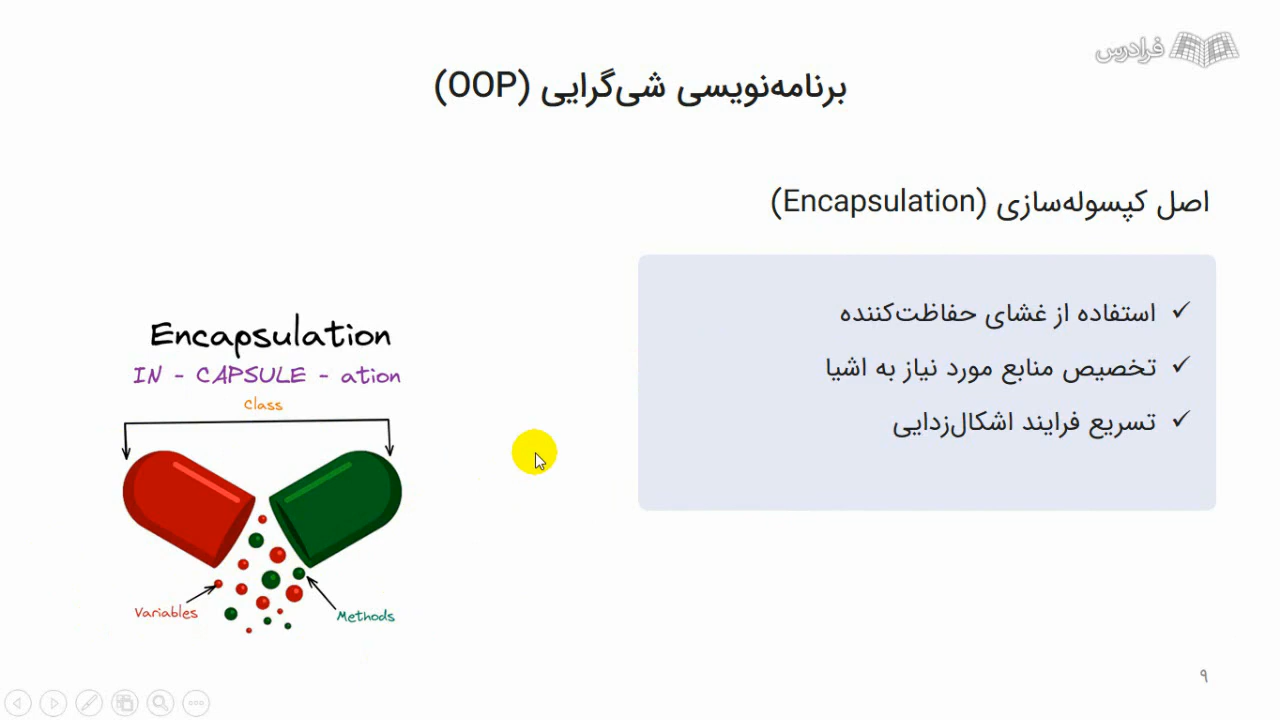 فرادرس
برنامه‌نویسی شی‌گرایی (OOP)
اصل کپسوله‌سازی (Encapsulation)
✓ استفاده از غشای حفاظت‌کننده
✓ تخصیص منابع مورد نیاز به اشیا
✓ تسریع فرایند اشکال‌زدایی
Encapsulation
IN - CAPSULE - ation
Class
Variables
Methods
۹